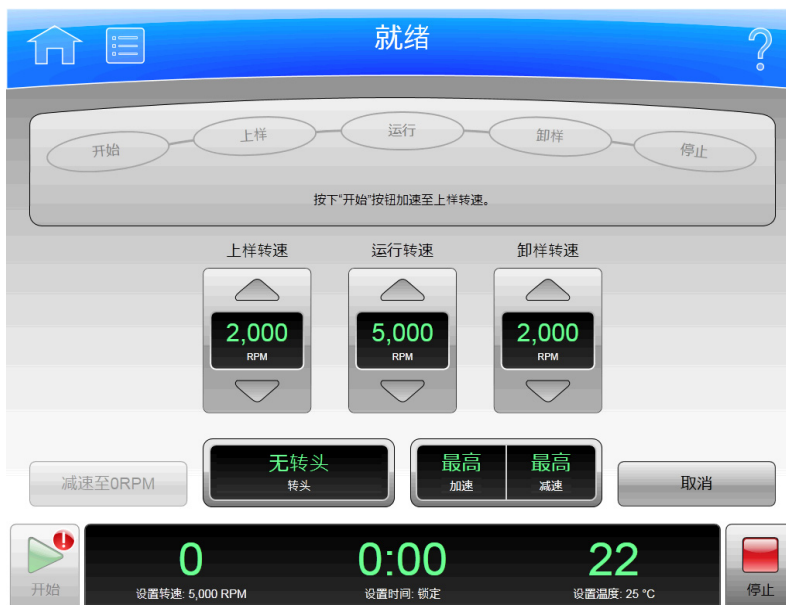 就绪
开始
上样
运行
卸样
停止
按下"开始"按钮加速至上样转速。
上样转速
运行转速
卸样转速
2,000
RPM
5,000
RPM
2,000
RPM
减速至0RPM
无转头
转头
最高
加速
最高
减速
取消
开始
0
设置转速: 5,000 RPM
0:00
设置时间: 锁定
22
设置温度: 25 °C
停止